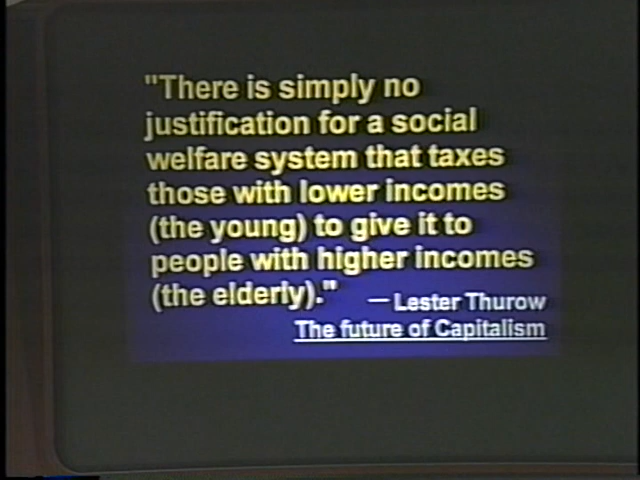 "There is simply no
justification for a social
welfare system that taxes
those with lower incomes
(the young) to give it to
people with higher incomes
(the elderly)."
— Lester Thurow
The future of Capitalism